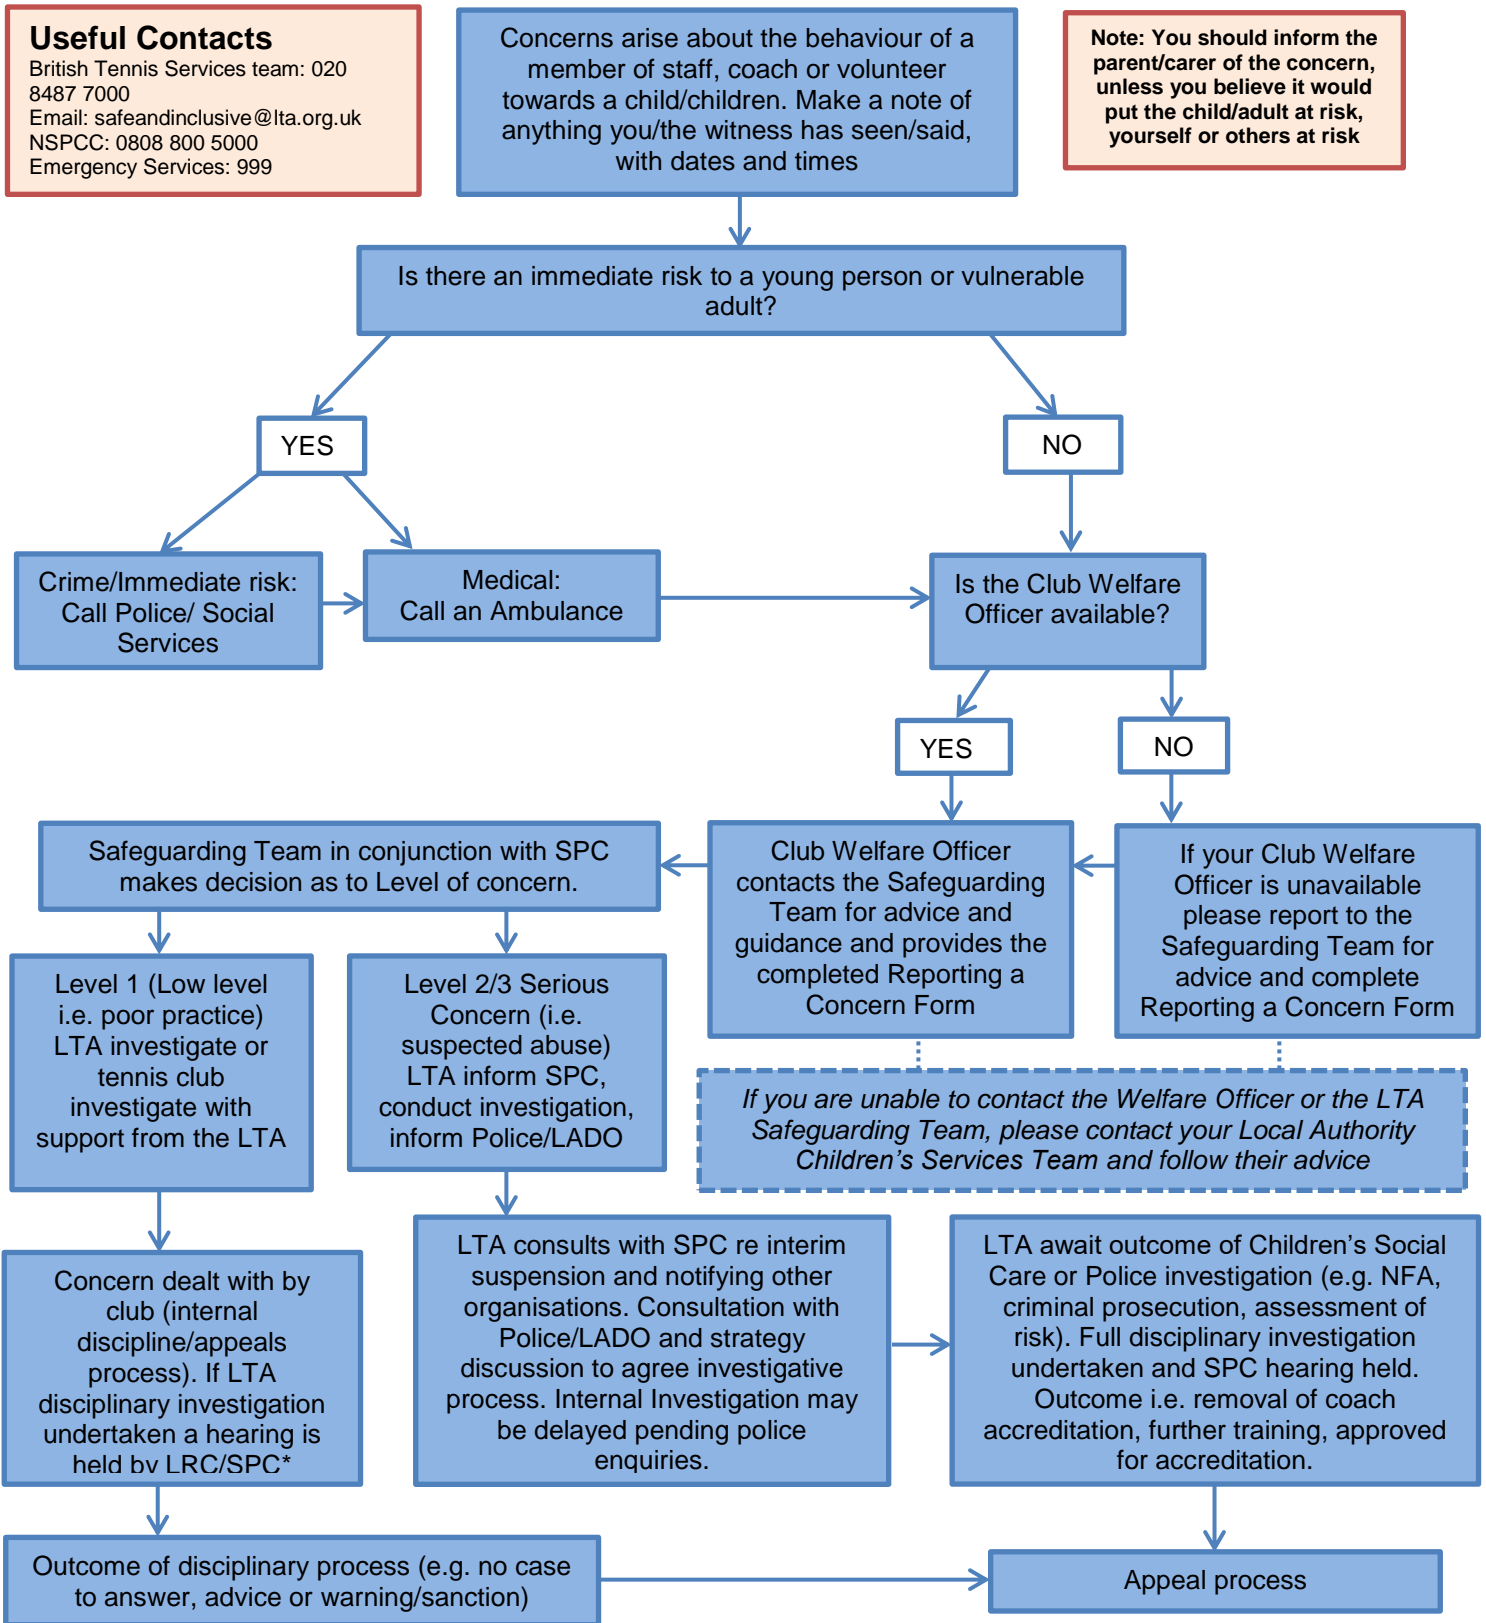 Useful Contacts
British Tennis Services team: 020
8487 7000
Email: safeandinclusive@lta.org.uk
NSPCC: 0808 800 5000
Emergency Services: 999
Concerns arise about the behaviour of a
member of staff, coach or volunteer
towards a child/children. Make a note of
anything you/the witness has seen/said,
with dates and times
Note: You should inform the
parent/carer of the concern,
unless you believe it would
put the child/adult at risk,
yourself or others at risk
Is there an immediate risk to a young person or vulnerable
adult?
YES
NO
Crime/Immediate risk:
Call Police/ Social
Services
Medical:
Call an Ambulance
Is the Club Welfare
Officer available?
YES
NO
Safeguarding Team in conjunction with SPC
makes decision as to Level of concern.
Club Welfare Officer
contacts the Safeguarding
Team for advice and
guidance and provides the
completed Reporting a
Concern Form
If your Club Welfare
Officer is unavailable
please report to the
Safeguarding Team for
advice and complete
Reporting a Concern Form
Level 1 (Low level
i.e. poor practice)
LTA investigate or
tennis club
investigate with
support from the LTA
Level 2/3 Serious
Concern (i.e.
suspected abuse)
LTA inform SPC,
conduct investigation,
inform Police/LADO
If you are unable to contact the Welfare Officer or the LTA
Safeguarding Team, please contact your Local Authority
Children's Services Team and follow their advice
Concern dealt with by
club (internal
discipline/appeals
process). If LTA
disciplinary investigation
undertaken a hearing is
held by LRC/SPC*
LTA consults with SPC re interim
suspension and notifying other
organisations. Consultation with
Police/LADO and strategy
discussion to agree investigative
process. Internal Investigation may
be delayed pending police
enquiries.
LTA await outcome of Children's Social
Care or Police investigation (e.g. NFA,
criminal prosecution, assessment of
risk). Full disciplinary investigation
undertaken and SPC hearing held.
Outcome i.e. removal of coach
accreditation, further training, approved
for accreditation.
Outcome of disciplinary process (e.g. no case
to answer, advice or warning/sanction)
Appeal process